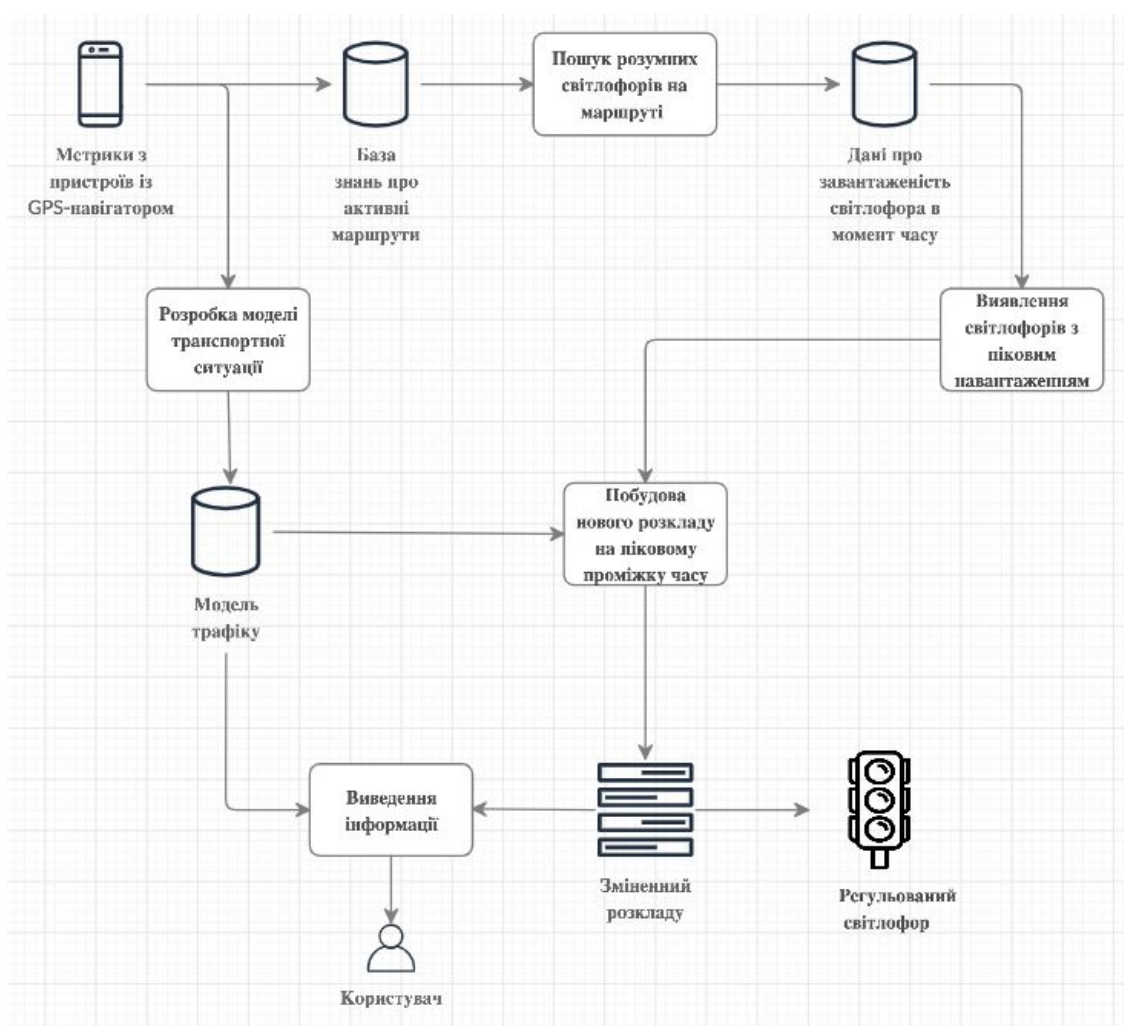 Метрики з
пристроїв із
GPS-навігатором
База
знань про
активні
маршрути
Пошук розумних
світлофорів на
маршруті
Дані про
завантаженість
світлофора в
момент часу
Розробка моделі
транспортної
ситуації
Виявлення
світлофорів з
піковим
навантаженням
Модель
трафіку
Побудова
нового розкладу
на піковому
проміжку часу
Виведення
інформації
Зміненний
розкладу
Регульований
світлофор
Користувач